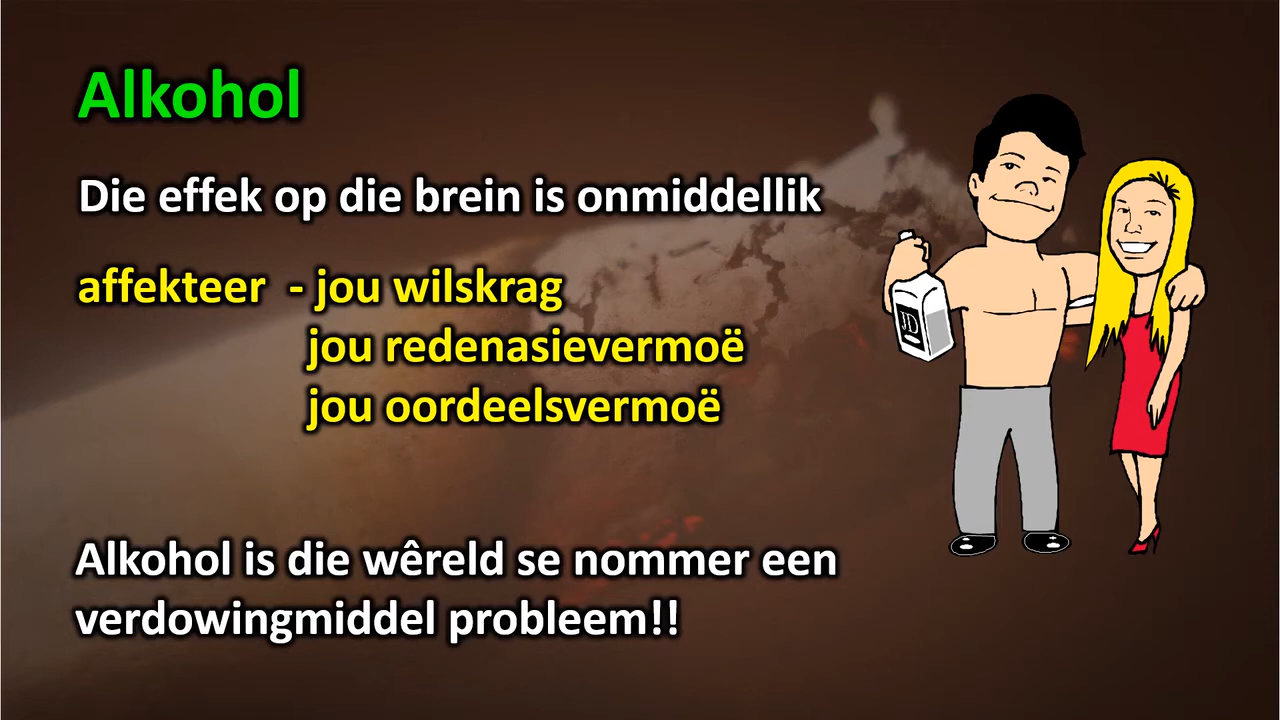 Alkohol
Die effek op die brein is onmiddellik
affekteer - jou wilskrag
jou redenasievermoë
jou oordeelsvermoë
JD
Alkohol is die wêreld se nommer een
verdowingmiddel probleem!!